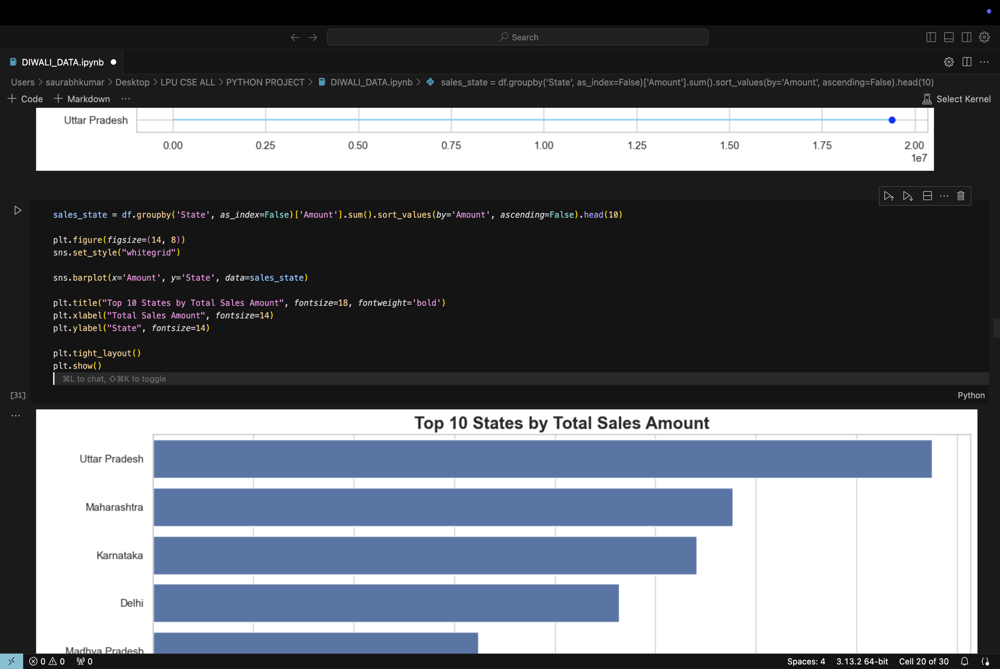 Search
DIWALI_DATA.ipynb
Users > saurabhkumar > Desktop > LPU CSE ALL > PYTHON PROJECT > DIWALI_DATA.ipynb > sales_state = df.groupby('State', as_index=False)['Amount'].sum().sort_values(by='Amount', ascending=False).head(10)
+ Code + Markdown ··· Select Kernel
Uttar Pradesh
0.00 0.25 0.50 0.75 1.00 1.25 1.50 1.75 2.00
1e7
sales_state = df.groupby('State', as_index=False)['Amount'].sum().sort_values(by='Amount', ascending=False).head(10)
plt.figure(figsize=(14, 8))
sns.set_style("whitegrid")
sns.barplot(x='Amount', y='State', data=sales_state)
plt.title("Top 10 States by Total Sales Amount", fontsize=18, fontweight='bold')
plt.xlabel("Total Sales Amount", fontsize=14)
plt.ylabel("State", fontsize=14)
plt.tight_layout()
plt.show()
⌘L to chat, ⇧⌘K to toggle
[31] Python
Top 10 States by Total Sales Amount
Uttar Pradesh
Maharashtra
Karnataka
Delhi
Madhya Pradesh
0 0 0 Spaces: 4 3.13.2 64-bit Cell 20 of 30